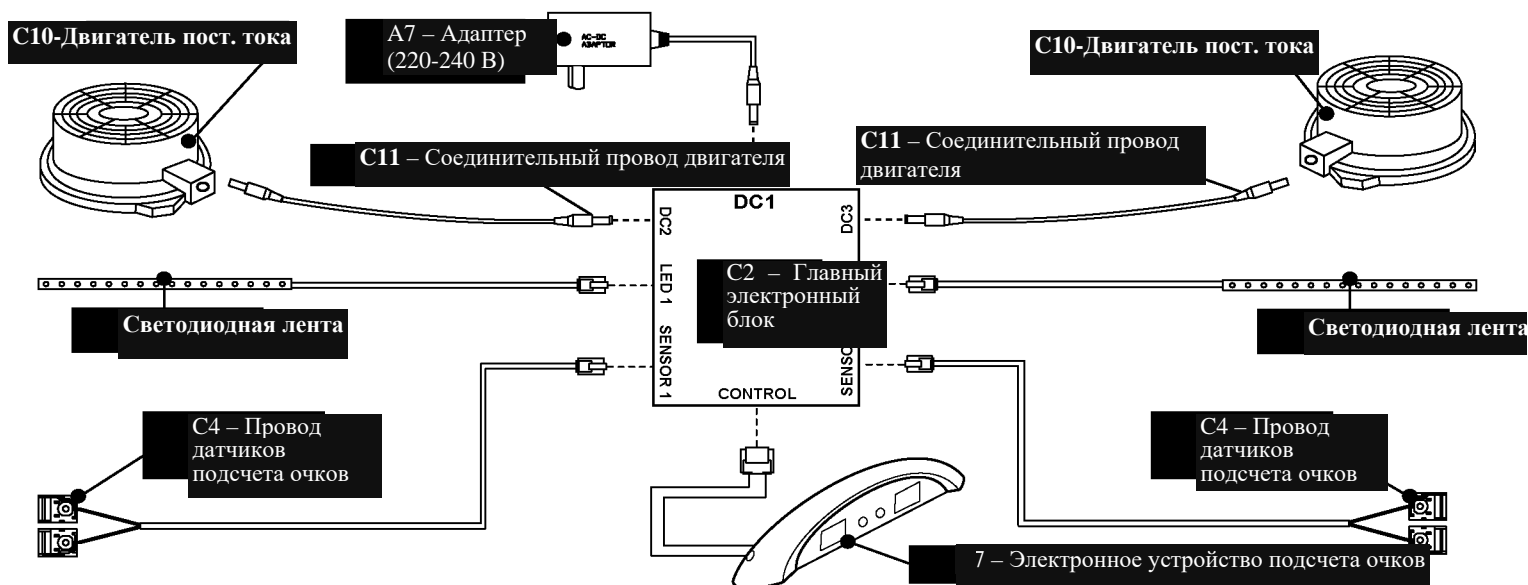 С10-Двигатель пост. тока
А7 – Адаптер
(220-240 В)
AC-DC
ADAPTOR
С10-Двигатель пост. тока
С11 – Соединительный провод двигателя
С11 – Соединительный провод
двигателя
DC1
DC2
DC3
LED 1
С2 – Главный
электронный
блок
Светодиодная лента
Светодиодная лента
SENSOR 1
CONTROL
С4 – Провод
датчиков
подсчета очков
С4 – Провод
датчиков
подсчета очков
7 – Электронное устройство подсчета очков